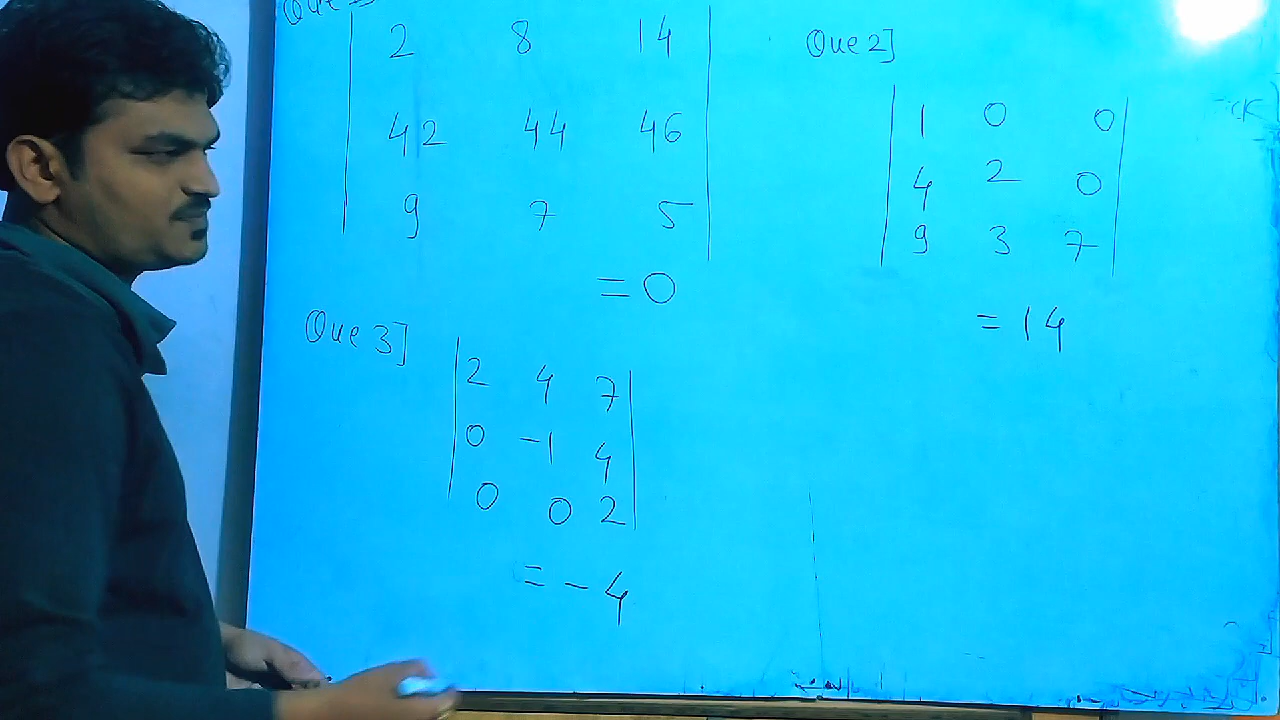 2 8 14
42 44 46
9 7 5
= 0
Que 2]
1 0 0
4 2 0
9 3 7
= 14
Que 3]
2 4 7
0 -1 4
0 0 2
= - 4